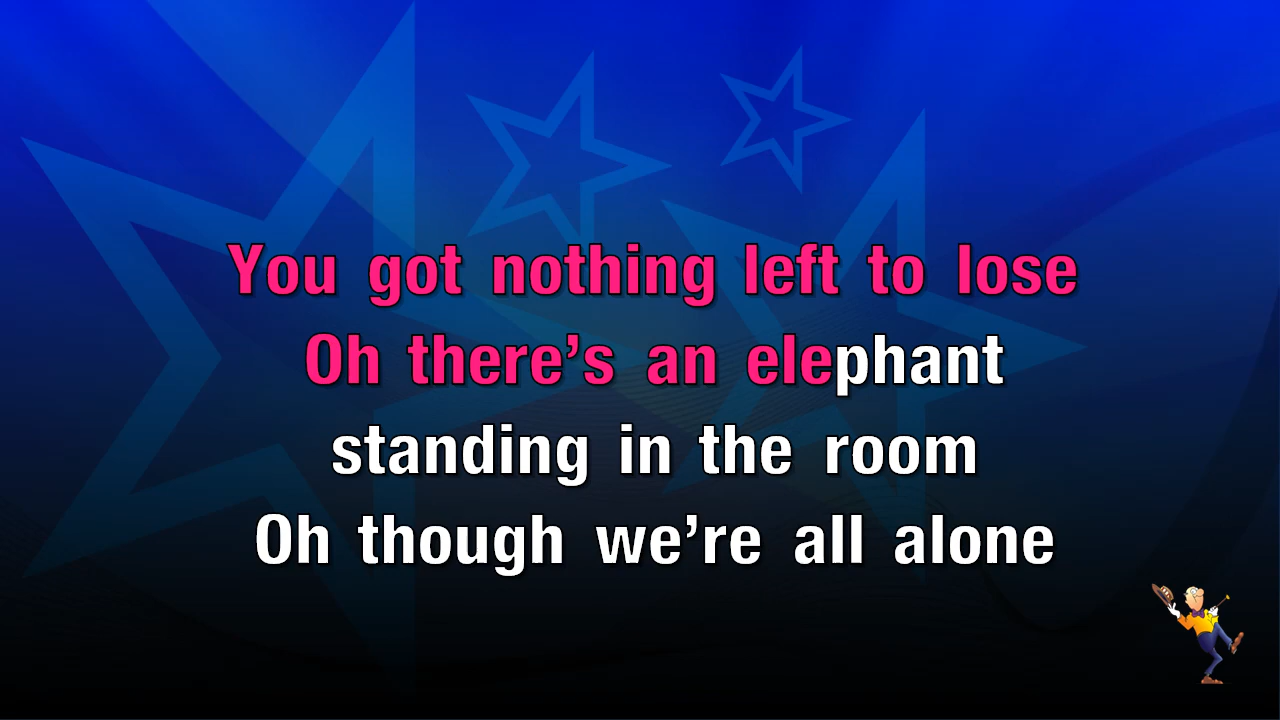 You got nothing left to lose
Oh there’s an elephant
standing in the room
Oh though we’re all alone